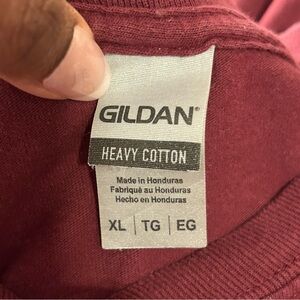 GILDAN®
HEAVY COTTON
Made in Honduras
Fabriqué au Honduras
Hecho en Honduras
XL | TG | EG